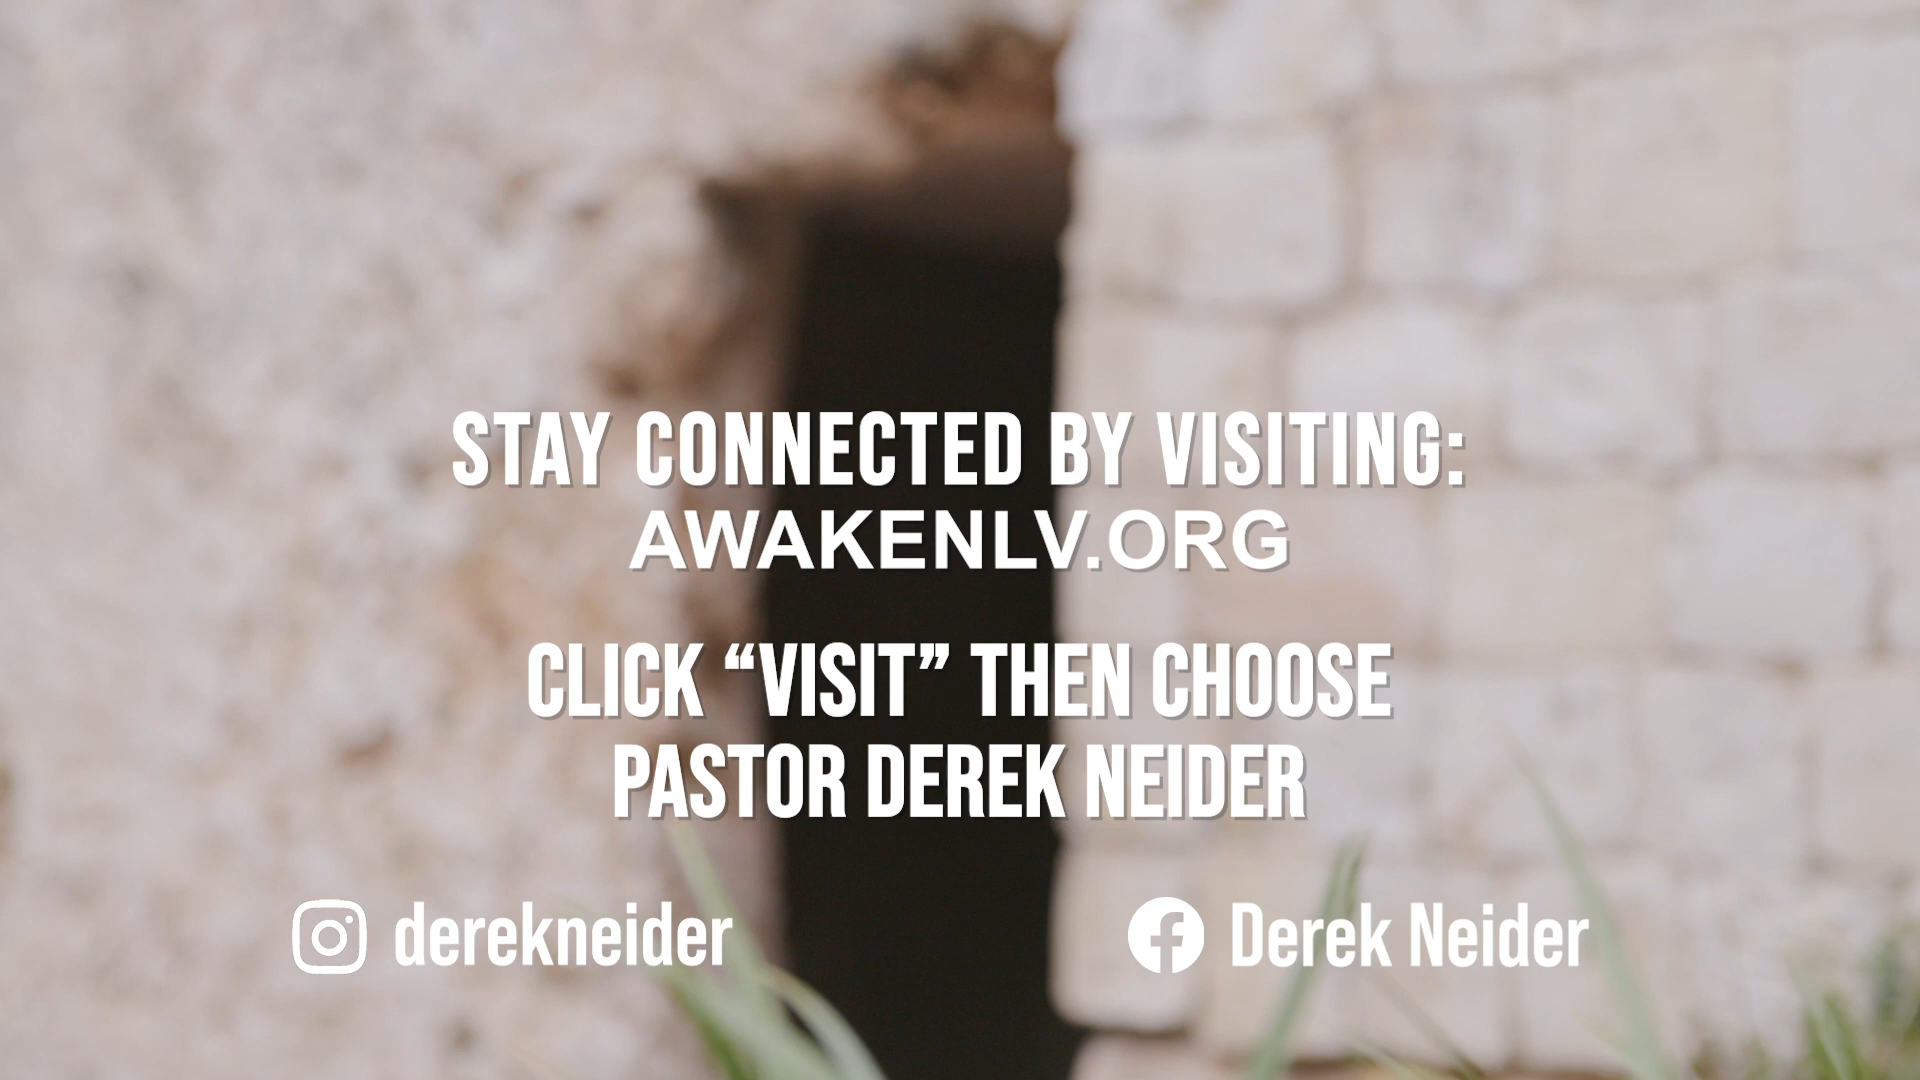 STAY CONNECTED BY VISITING:
AWAKENLV.ORG
CLICK “VISIT” THEN CHOOSE
PASTOR DEREK NEIDER
derekneider
Derek Neider